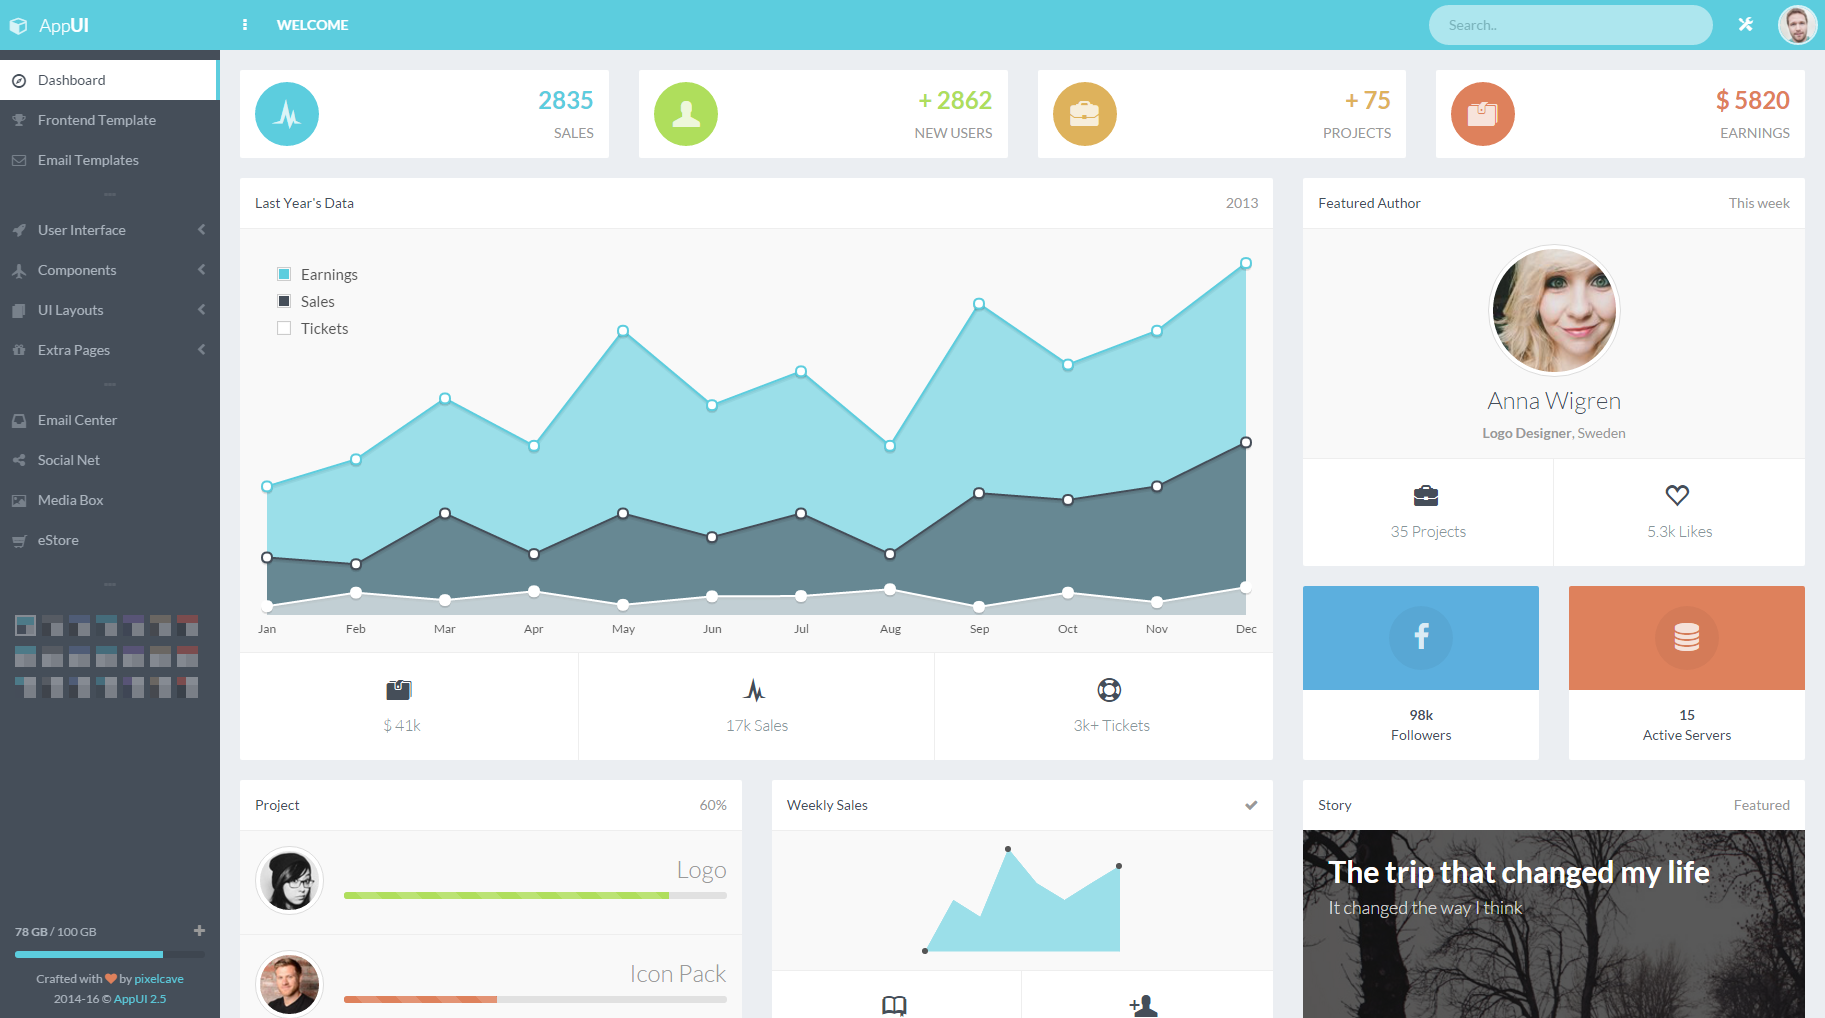 AppUI
WELCOME
Search..
Dashboard
Frontend Template
Email Templates
User Interface
Components
UI Layouts
Extra Pages
Email Center
Social Net
Media Box
eStore
78 GB / 100 GB
Crafted with by pixelcave
2014-16 © AppUI 2.5
2835
SALES
+ 2862
NEW USERS
+ 75
PROJECTS
$ 5820
EARNINGS
Last Year's Data
2013
Earnings
Sales
Tickets
Jan Feb Mar Apr May Jun Jul Aug Sep Oct Nov Dec
$ 41k
17k Sales
3k+ Tickets
Featured Author
This week
Anna Wigren
Logo Designer, Sweden
35 Projects
5.3k Likes
98k
Followers
15
Active Servers
Project
60%
Logo
Icon Pack
Weekly Sales
Story
Featured
The trip that changed my life
It changed the way I think